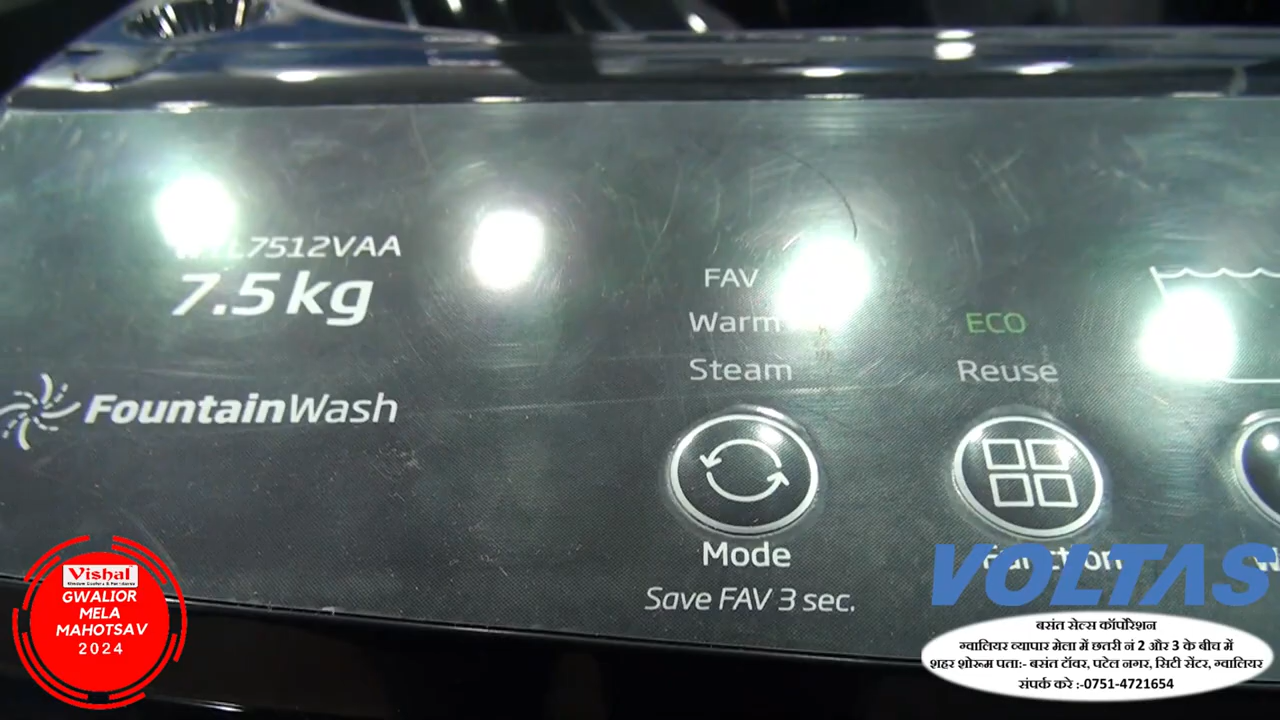 7512VAA
7.5 kg
FountainWash
FAV
Warm
Steam
ECO
Reuse
Mode
Save FAV 3 sec.
Function
VOLTAS
बसंत सेल्स कॉर्पोरेशन
ग्वालियर व्यापार मेला में छतरी नं 2 और 3 के बीच में
शहर शोरूम पता:- बसंत टॉवर, पटेल नगर, सिटी सेंटर, ग्वालियर
संपर्क करे :-0751-4721654
Vishal
GWALIOR
MELA
MAHOTSAV
2024